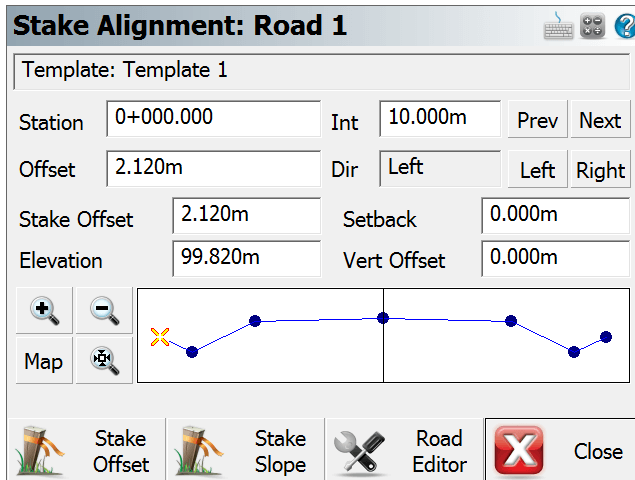 Stake Alignment: Road 1
Template: Template 1
Station 0+000.000 Int 10.000m Prev Next
Offset 2.120m Dir Left Left Right
Stake Offset 2.120m Setback 0.000m
Elevation 99.820m Vert Offset 0.000m
Map
Stake Offset Stake Slope Road Editor Close